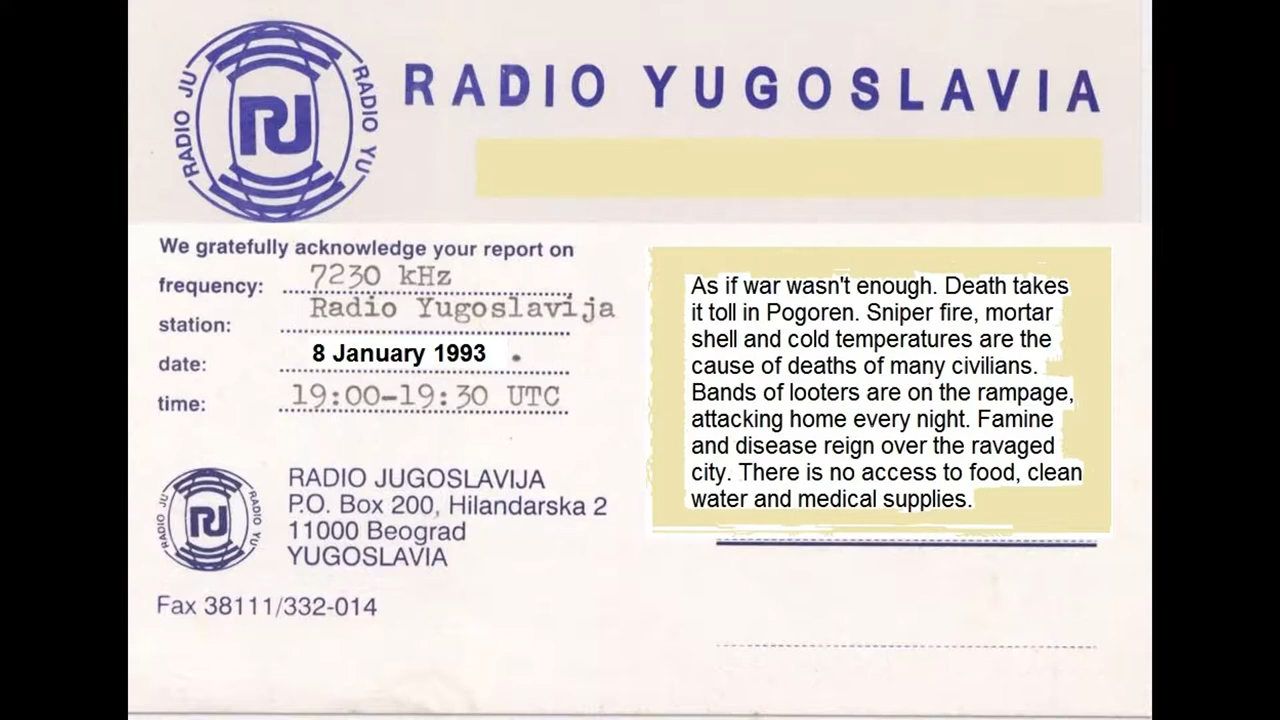 RADIO JU
RADIO YU
RJ
RADIO YUGOSLAVIA
We gratefully acknowledge your report on
frequency: 7230 kHz
station: Radio Yugoslavija
date: 8 January 1993
time: 19:00-19:30 UTC
As if war wasn't enough. Death takes
it toll in Pogoren. Sniper fire, mortar
shell and cold temperatures are the
cause of deaths of many civilians.
Bands of looters are on the rampage,
attacking home every night. Famine
and disease reign over the ravaged
city. There is no access to food, clean
water and medical supplies.
RADIO JU
RADIO YU
RJ
RADIO JUGOSLAVIJA
P.O. Box 200, Hilandarska 2
11000 Beograd
YUGOSLAVIA
Fax 38111/332-014